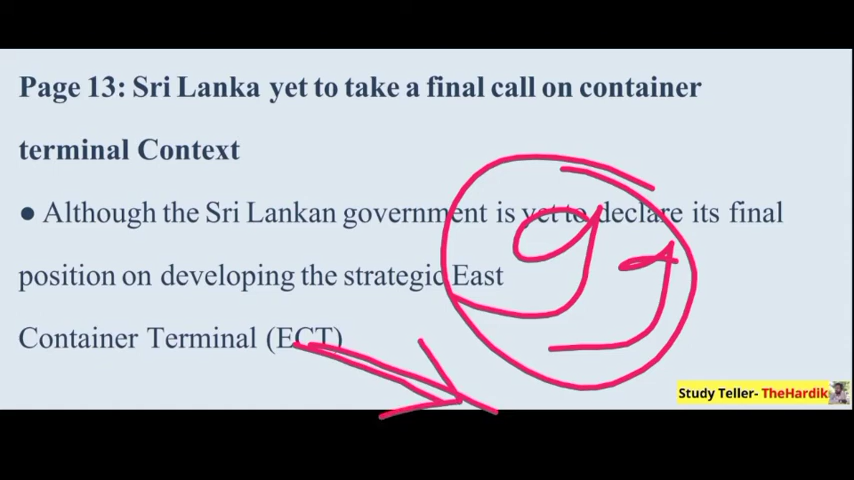 Page 13: Sri Lanka yet to take a final call on container
terminal Context
● Although the Sri Lankan government is yet to declare its final
position on developing the strategic East
Container Terminal (ECT)
Study Teller- TheHardik